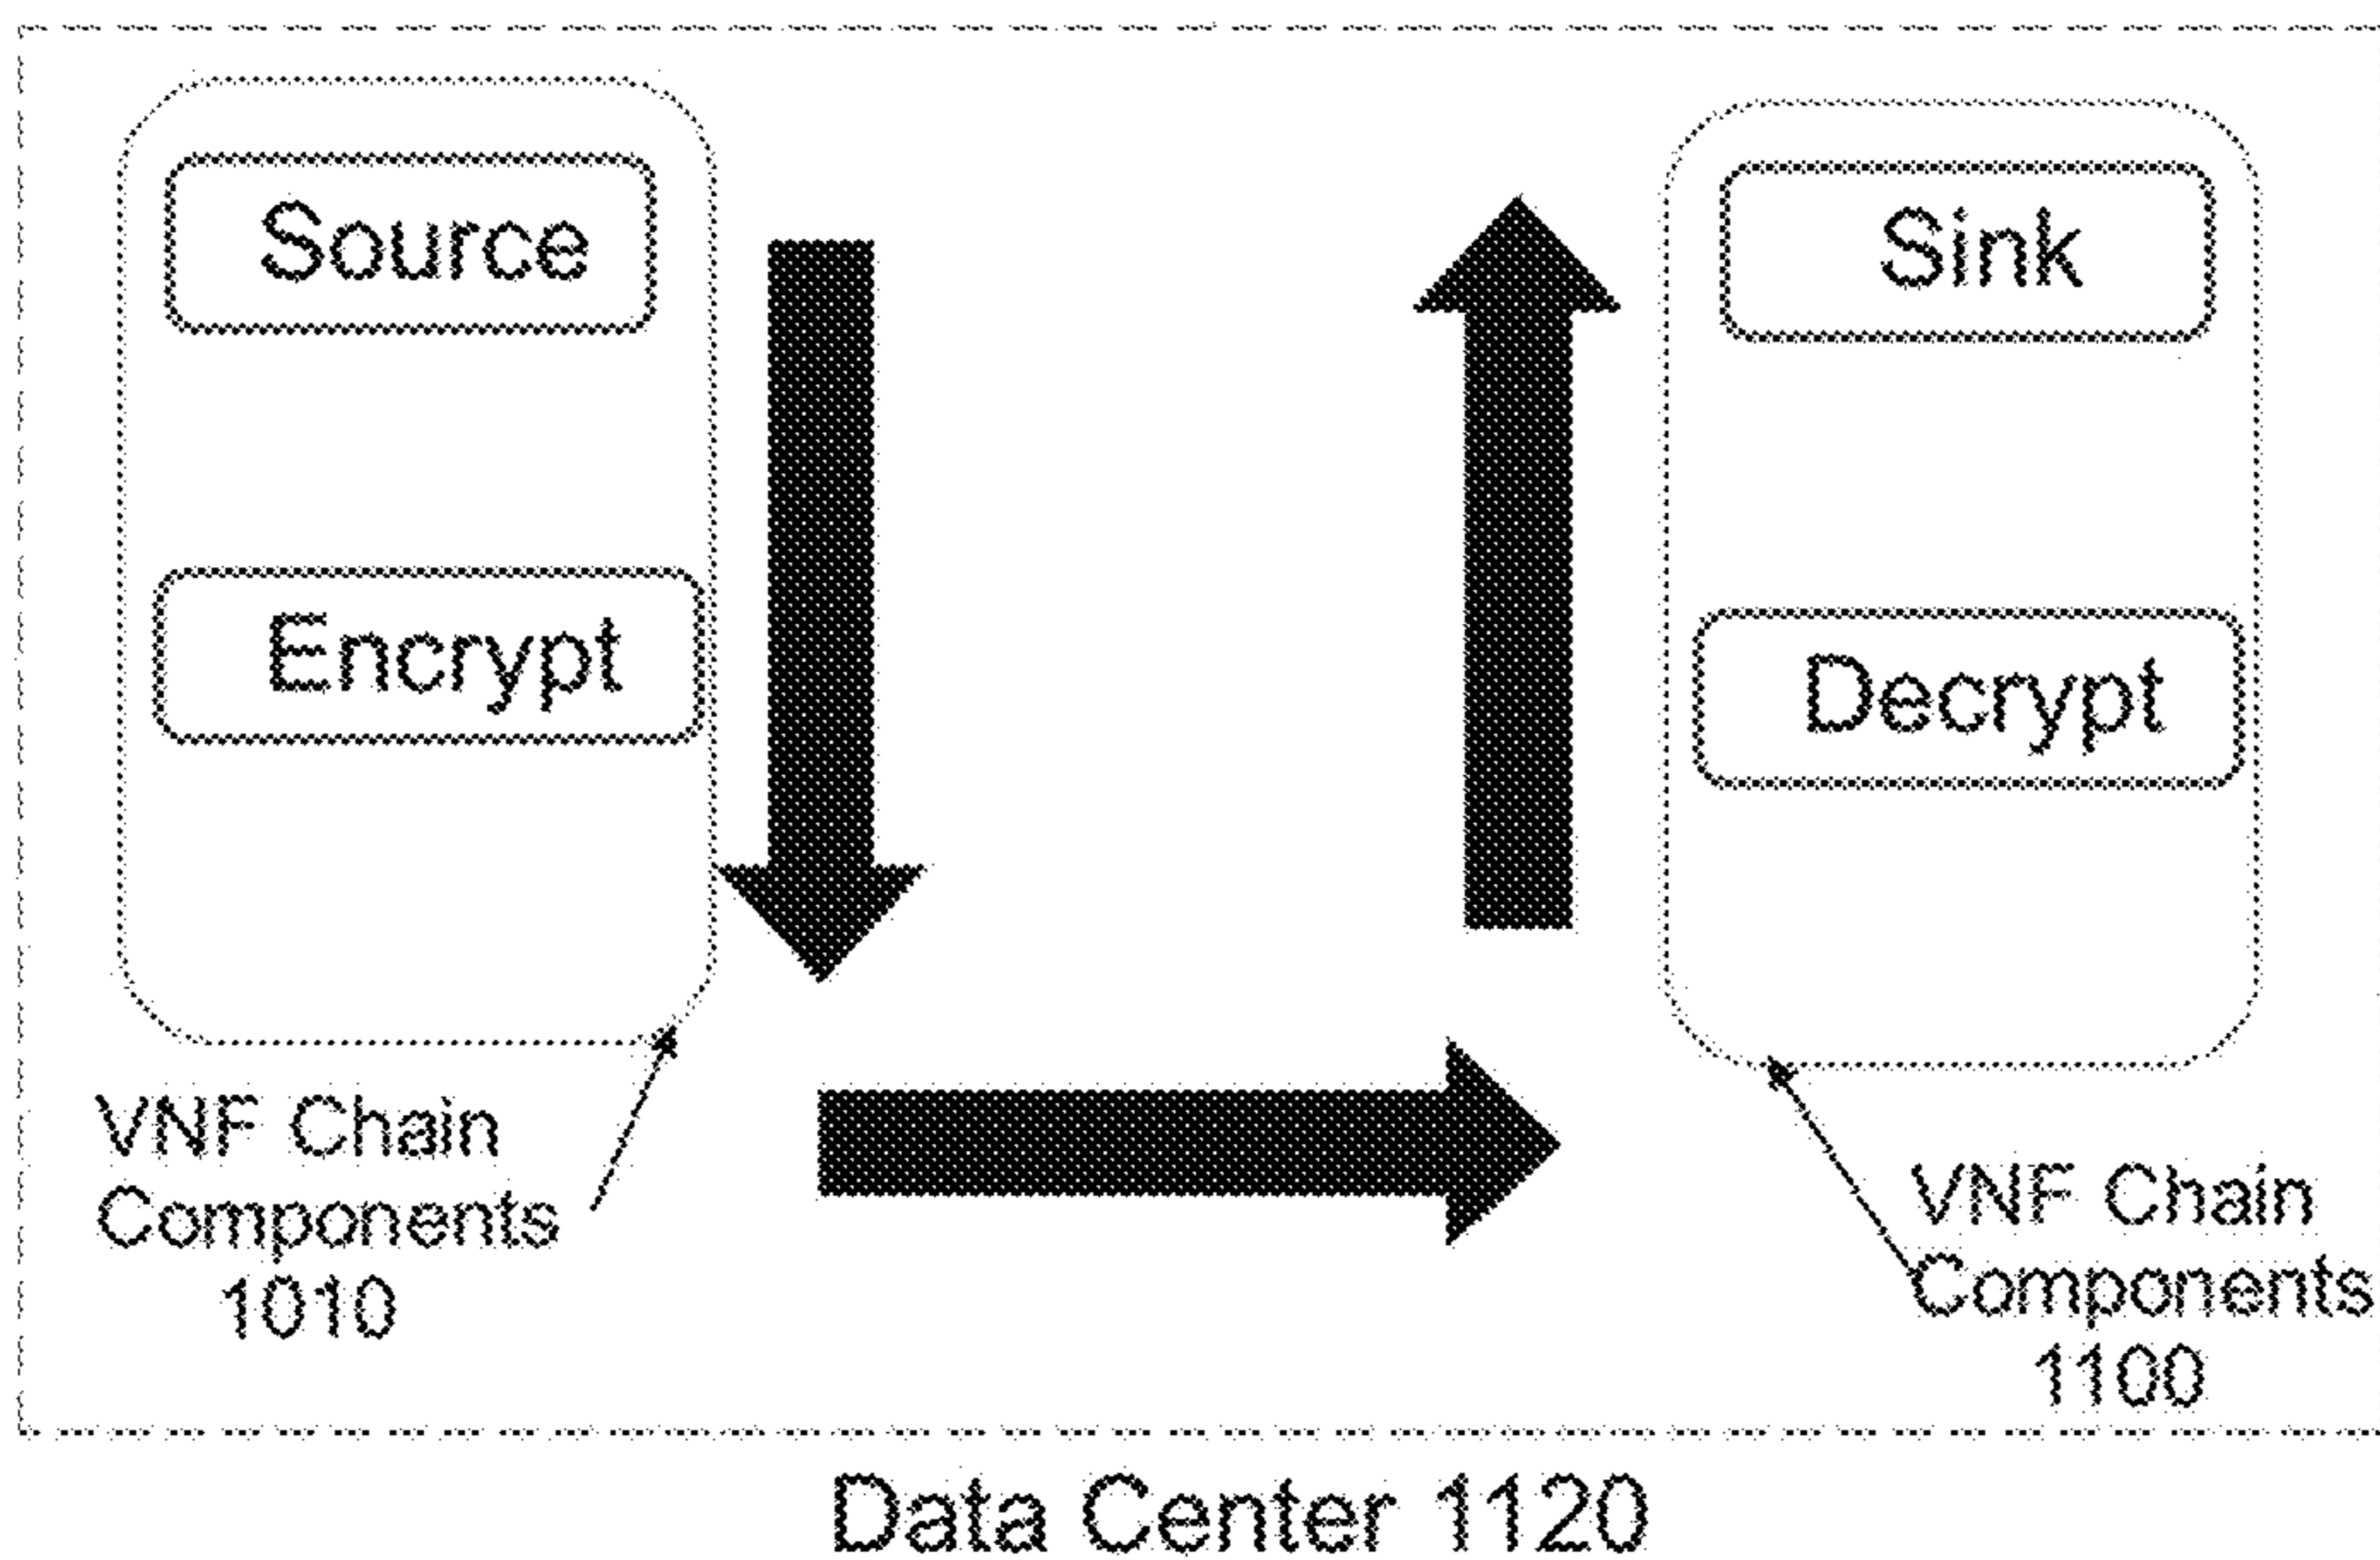 Source
Encrypt
Sink
Decrypt
VNF Chain
Components
1010
VNF Chain
Components
1100
Data Center 1120